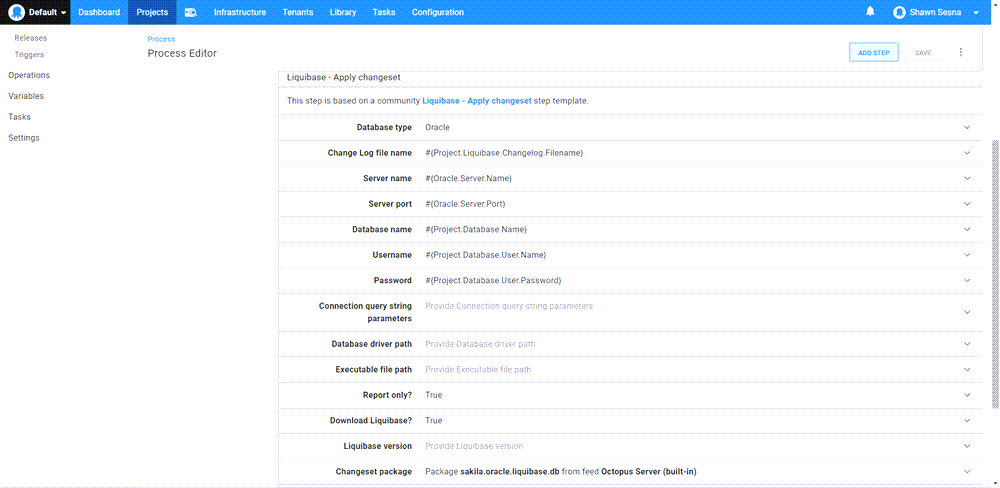 Default Dashboard Projects Infrastructure Tenants Library Tasks Configuration Shawn Sesna
Releases
Triggers
Operations
Variables
Tasks
Settings
Process
Process Editor
ADD STEP SAVE
Liquibase - Apply changeset
This step is based on a community Liquibase - Apply changeset step template.
Database type Oracle
Change Log file name #{Project.Liquibase.Changelog.Filename}
Server name #{Oracle.Server.Name}
Server port #{Oracle.Server.Port}
Database name #{Project.Database.Name}
Username #{Project.Database.User.Name}
Password #{Project.Database.User.Password}
Connection query string
parameters
Provide Connection query string parameters
Database driver path Provide Database driver path
Executable file path Provide Executable file path
Report only? True
Download Liquibase? True
Liquibase version Provide Liquibase version
Changeset package Package sakila.oracle.liquibase.db from feed Octopus Server (built-in)